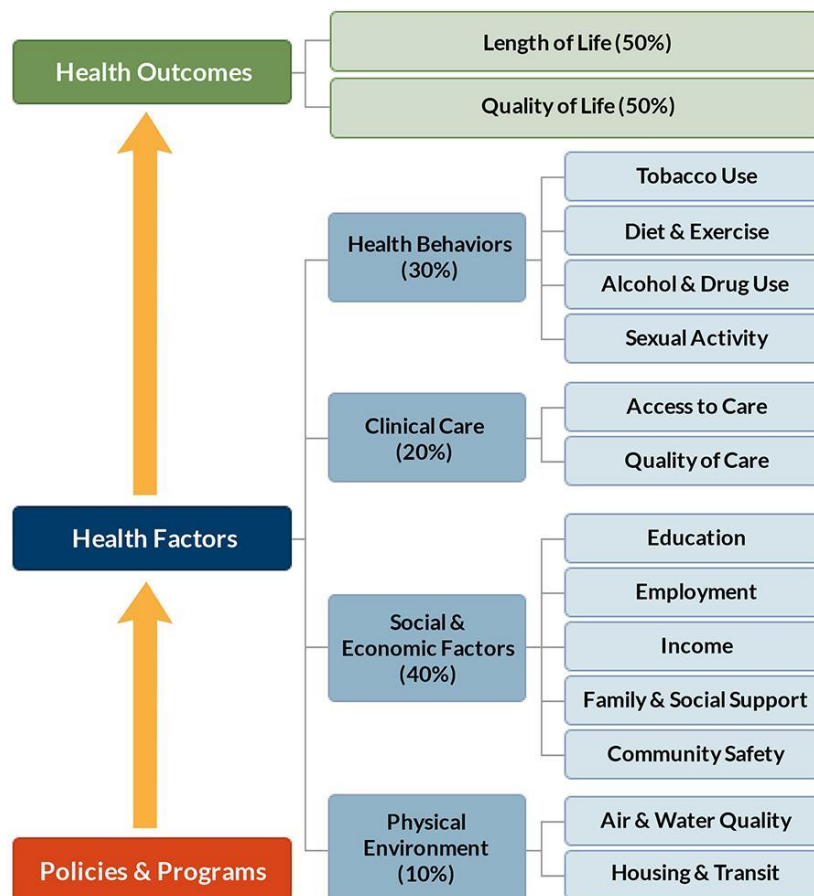 Health Outcomes
Length of Life (50%)
Quality of Life (50%)
Health Factors
Health Behaviors
(30%)
Tobacco Use
Diet & Exercise
Alcohol & Drug Use
Sexual Activity
Clinical Care
(20%)
Access to Care
Quality of Care
Social &
Economic Factors
(40%)
Education
Employment
Income
Family & Social Support
Community Safety
Physical
Environment
(10%)
Air & Water Quality
Housing & Transit
Policies & Programs